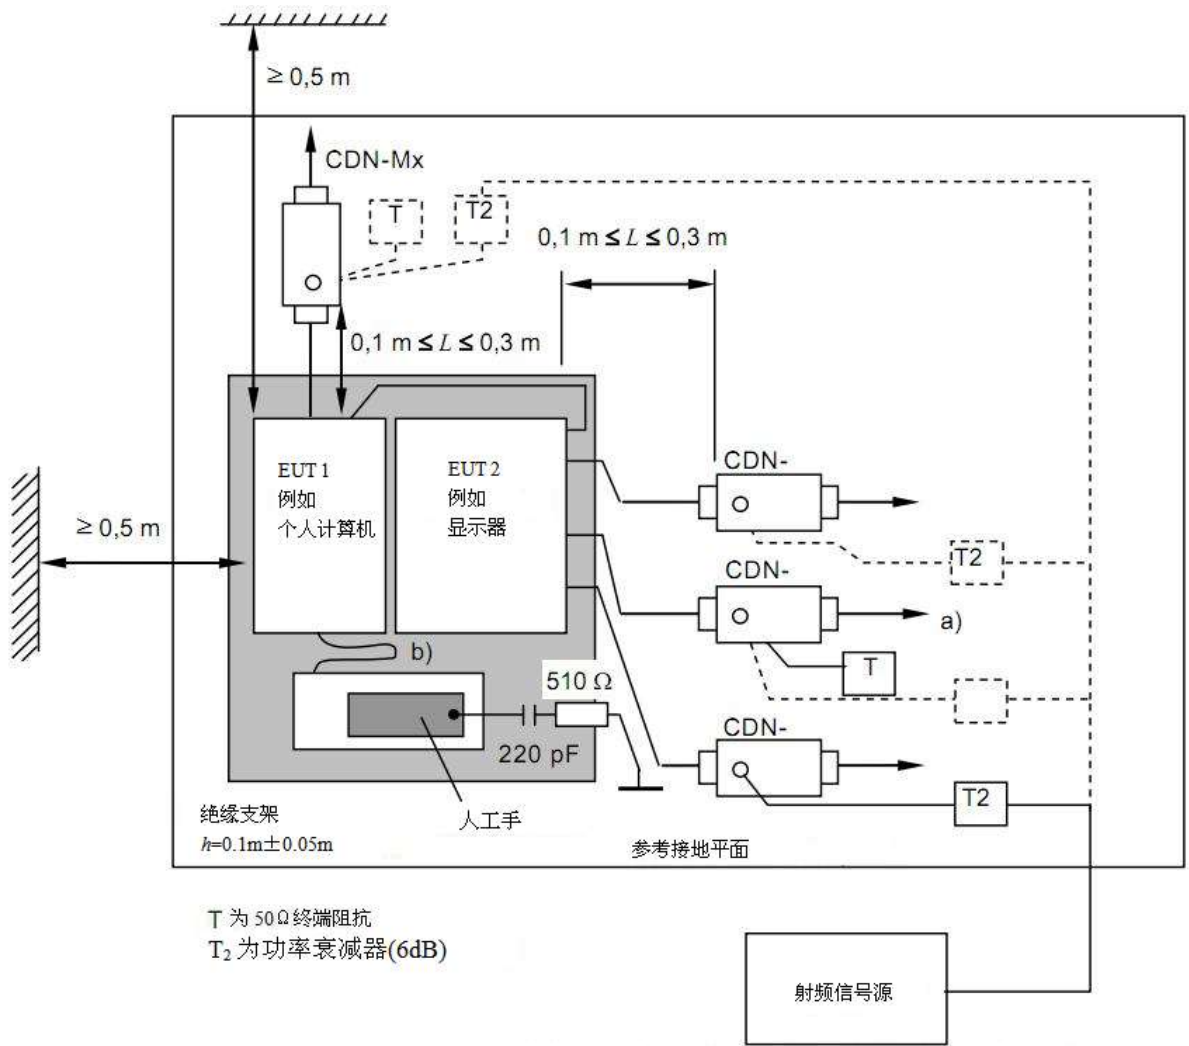 ≥ 0,5 m
CDN-Mx
T
T2
0,1 m ≤ L ≤ 0,3 m
0,1 m ≤ L ≤ 0,3 m
EUT 1
例如
个人计算机
EUT 2
例如
显示器
CDN-
≥ 0,5 m
T2
CDN-
a)
b)
T
510 Ω
220 pF
CDN-
T2
人工手
绝缘支架
h=0.1m±0.05m
参考接地平面
T 为 50Ω终端阻抗
T₂ 为功率衰减器(6dB)
射频信号源